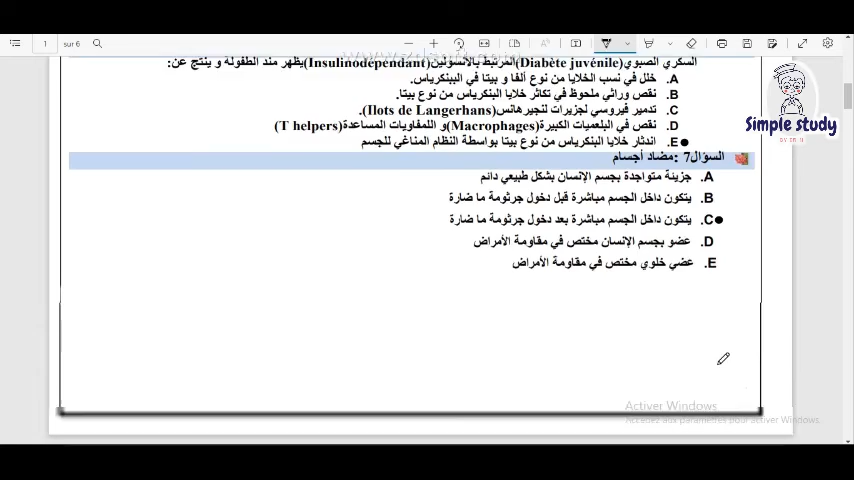 1 sur 6
السكري الصبوي(Diabète juvénile)المرتبط بالأنسولين(Insulinodépendant)يظهر منذ الطفولة و ينتج عن:
A. خلل في نسب الخلايا من نوع ألفا و بيتا في البنكرياس.
B. نقص وراثي ملحوظ في تكاثر خلايا البنكرياس من نوع بيتا.
C. تدمير فيروسي لجزيرات لنجيرهانس(Ilots de Langerhans).
D. نقص في البلعميات الكبيرة(Macrophages)و اللمفاويات المساعدة(T helpers)
E. اندثار خلايا البنكرياس من نوع بيتا بواسطة النظام المناعي للجسم
السؤال7 :مضاد أجسام
A. جزيئة متواجدة بجسم الإنسان بشكل طبيعي دائم
B. يتكون داخل الجسم مباشرة قبل دخول جرثومة ما ضارة
C. يتكون داخل الجسم مباشرة بعد دخول جرثومة ما ضارة
D. عضو بجسم الإنسان مختص في مقاومة الأمراض
E. عضي خلوي مختص في مقاومة الأمراض
Simple study
Activer Windows
Accédez aux paramètres pour activer Windows.